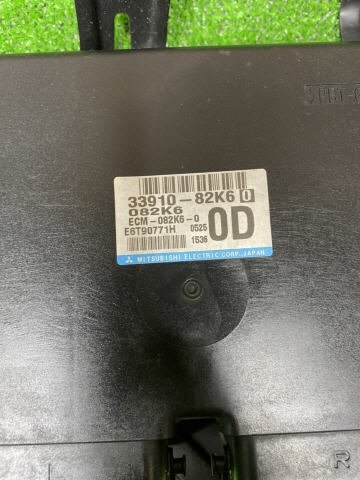 33910-82K6 0
082K6
ECM-082K6-0
E6T90771H 0525
1536
0D
MITSUBISHI ELECTRIC CORP. JAPAN
R